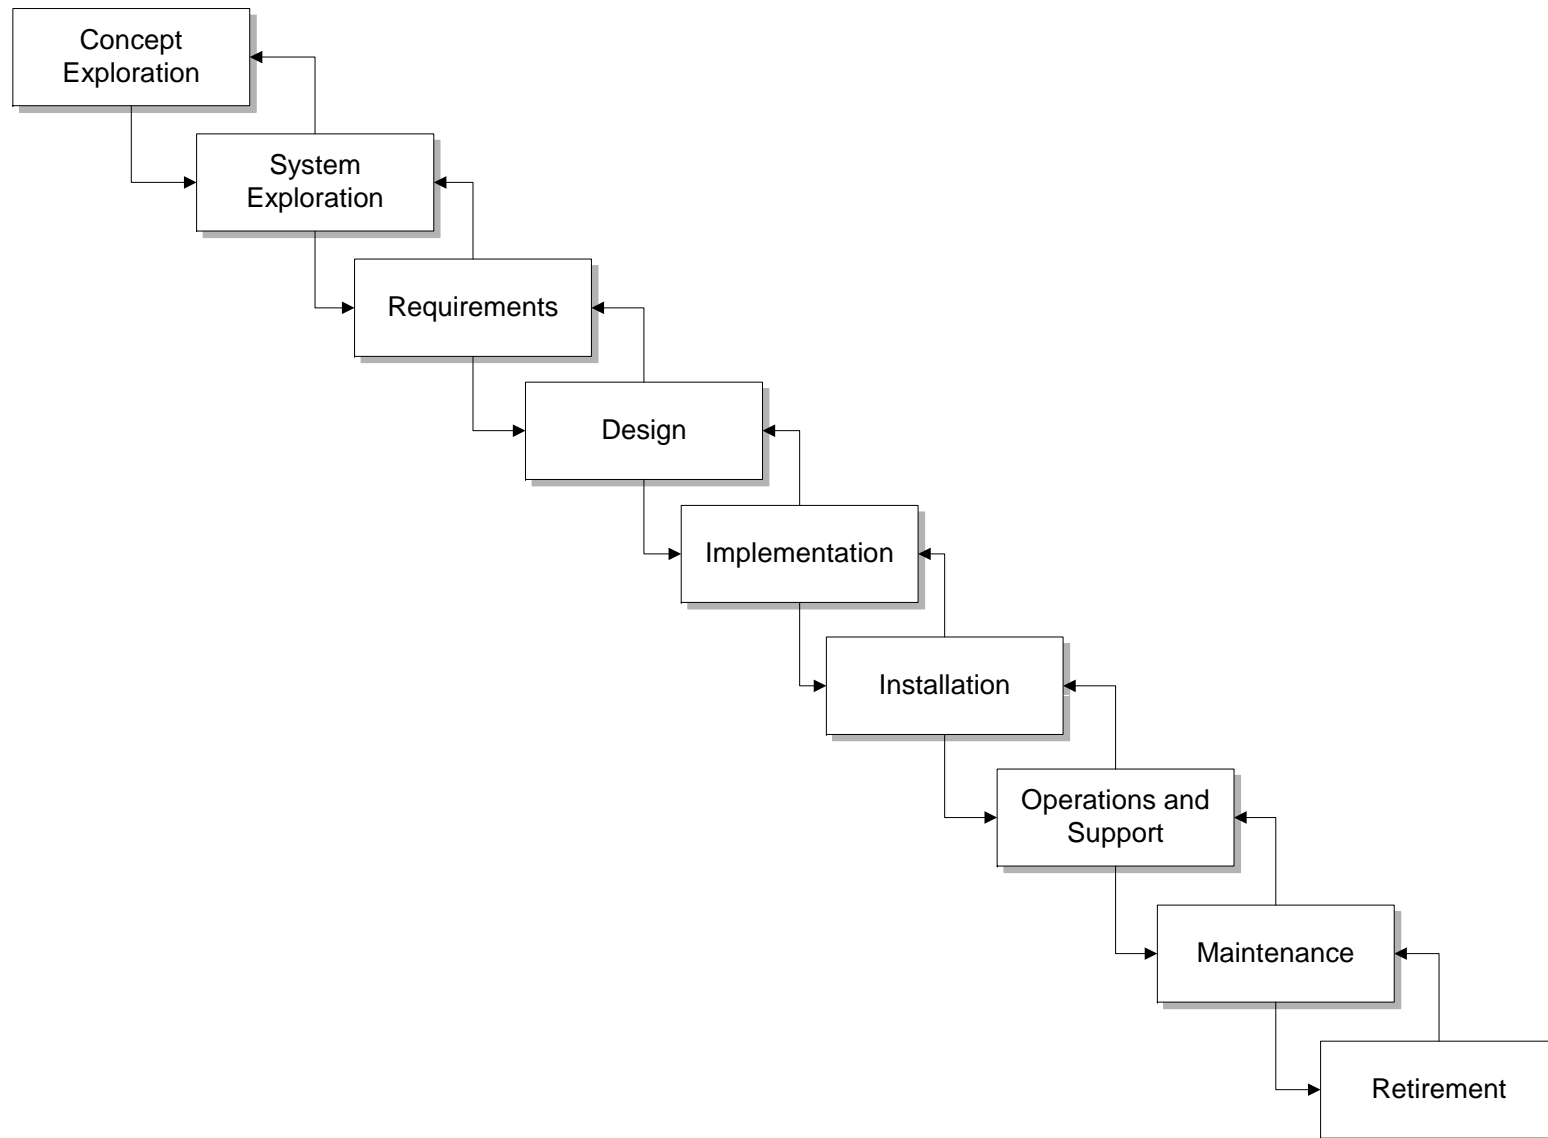 Concept
Exploration
System
Exploration
Requirements
Design
Implementation
Installation
Operations and
Support
Maintenance
Retirement